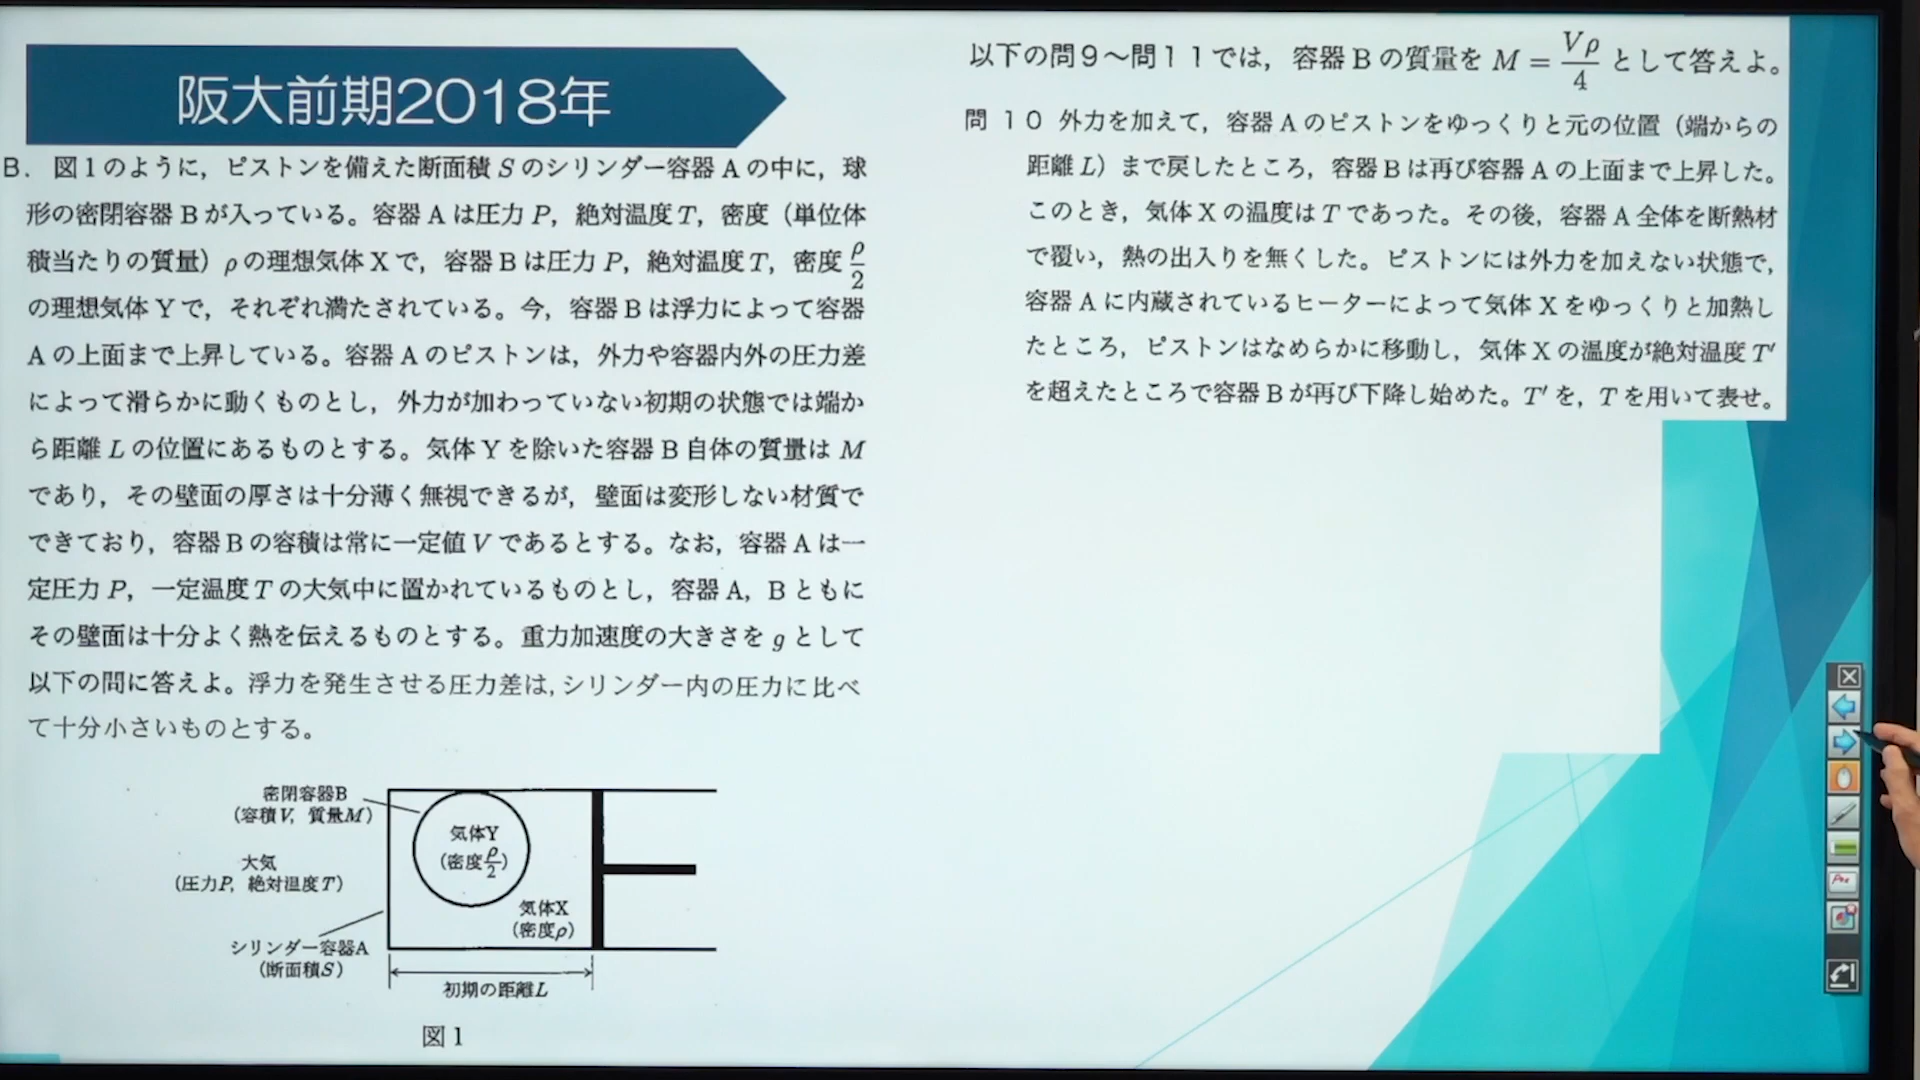 阪大前期2018年
B. 図1のように，ピストンを備えた断面積 S のシリンダー容器 A の中に，球
形の密閉容器 B が入っている。容器 A は圧力 P，絶対温度 T，密度（単位体
積当たりの質量）ρ の理想気体 X で，容器 B は圧力 P，絶対温度 T，密度 ρ/2
の理想気体 Y で，それぞれ満たされている。今，容器 B は浮力によって容器
A の上面まで上昇している。容器 A のピストンは，外力や容器内外の圧力差
によって滑らかに動くものとし，外力が加わっていない初期の状態では端か
ら距離 L の位置にあるものとする。気体 Y を除いた容器 B 自体の質量は M
であり，その壁面の厚さは十分薄く無視できるが，壁面は変形しない材質で
できており，容器 B の容積は常に一定値 V であるとする。なお，容器 A は一
定圧力 P，一定温度 T の大気中に置かれているものとし，容器 A，B ともに
その壁面は十分よく熱を伝えるものとする。重力加速度の大きさを g として
以下の問に答えよ。浮力を発生させる圧力差は，シリンダー内の圧力に比べ
て十分小さいものとする。
密閉容器B
（容積V，質量M）
気体Y
（密度ρ/2）
大気
（圧力P，絶対温度T）
気体X
（密度ρ）
シリンダー容器A
（断面積S）
初期の距離L
図1
以下の問9〜問11では，容器 B の質量を M = Vρ/4 として答えよ。
問 10 外力を加えて，容器 A のピストンをゆっくりと元の位置（端からの
距離 L）まで戻したところ，容器 B は再び容器 A の上面まで上昇した。
このとき，気体 X の温度は T であった。その後，容器 A 全体を断熱材
で覆い，熱の出入りを無くした。ピストンには外力を加えない状態で，
容器 A に内蔵されているヒーターによって気体 X をゆっくりと加熱し
たところ，ピストンはなめらかに移動し，気体 X の温度が絶対温度 T′
を超えたところで容器 B が再び下降し始めた。T′ を，T を用いて表せ。
Pen